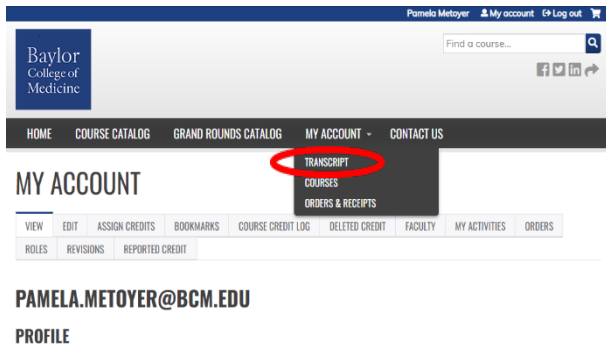 Pamela Metoyer My account Log out
Find a course...
Baylor
College of
Medicine
HOME COURSE CATALOG GRAND ROUNDS CATALOG MY ACCOUNT CONTACT US
TRANSCRIPT
COURSES
ORDERS & RECEIPTS
MY ACCOUNT
VIEW EDIT ASSIGN CREDITS BOOKMARKS COURSE CREDIT LOG DELETED CREDIT FACULTY MY ACTIVITIES ORDERS
ROLES REVISIONS REPORTED CREDIT
PAMELA.METOYER@BCM.EDU
PROFILE